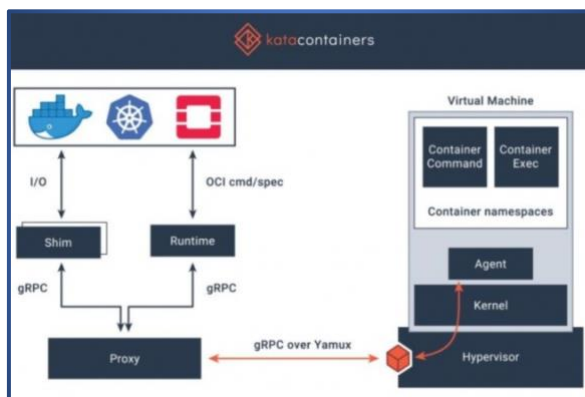 katacontainers
Virtual Machine
Container
Command
Container
Exec
Container namespaces
I/O
OCI cmd/spec
Shim
Runtime
Agent
gRPC
gRPC
Kernel
Proxy
gRPC over Yamux
Hypervisor